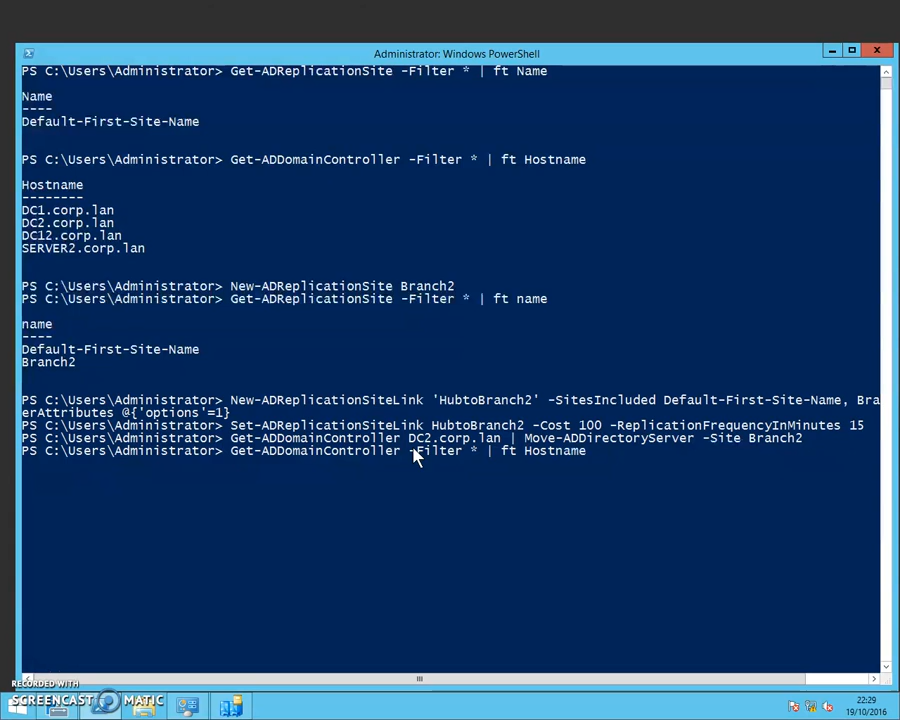 Administrator: Windows PowerShell
PS C:\Users\Administrator> Get-ADReplicationSite -Filter * | ft Name
Name
----
Default-First-Site-Name
PS C:\Users\Administrator> Get-ADDomainController -Filter * | ft Hostname
Hostname
--------
DC1.corp.lan
DC2.corp.lan
DC12.corp.lan
SERVER2.corp.lan
PS C:\Users\Administrator> New-ADReplicationSite Branch2
PS C:\Users\Administrator> Get-ADReplicationSite -Filter * | ft name
name
----
Default-First-Site-Name
Branch2
PS C:\Users\Administrator> New-ADReplicationSiteLink 'HubtoBranch2' -SitesIncluded Default-First-Site-Name, Bra
erAttributes @{'options'=1}
PS C:\Users\Administrator> Set-ADReplicationSiteLink HubtoBranch2 -Cost 100 -ReplicationFrequencyInMinutes 15
PS C:\Users\Administrator> Get-ADDomainController DC2.corp.lan | Move-ADDirectoryServer -Site Branch2
PS C:\Users\Administrator> Get-ADDomainController -Filter * | ft Hostname
RECORDED WITH
SCREENCAST MATIC
22:29
19/10/2016